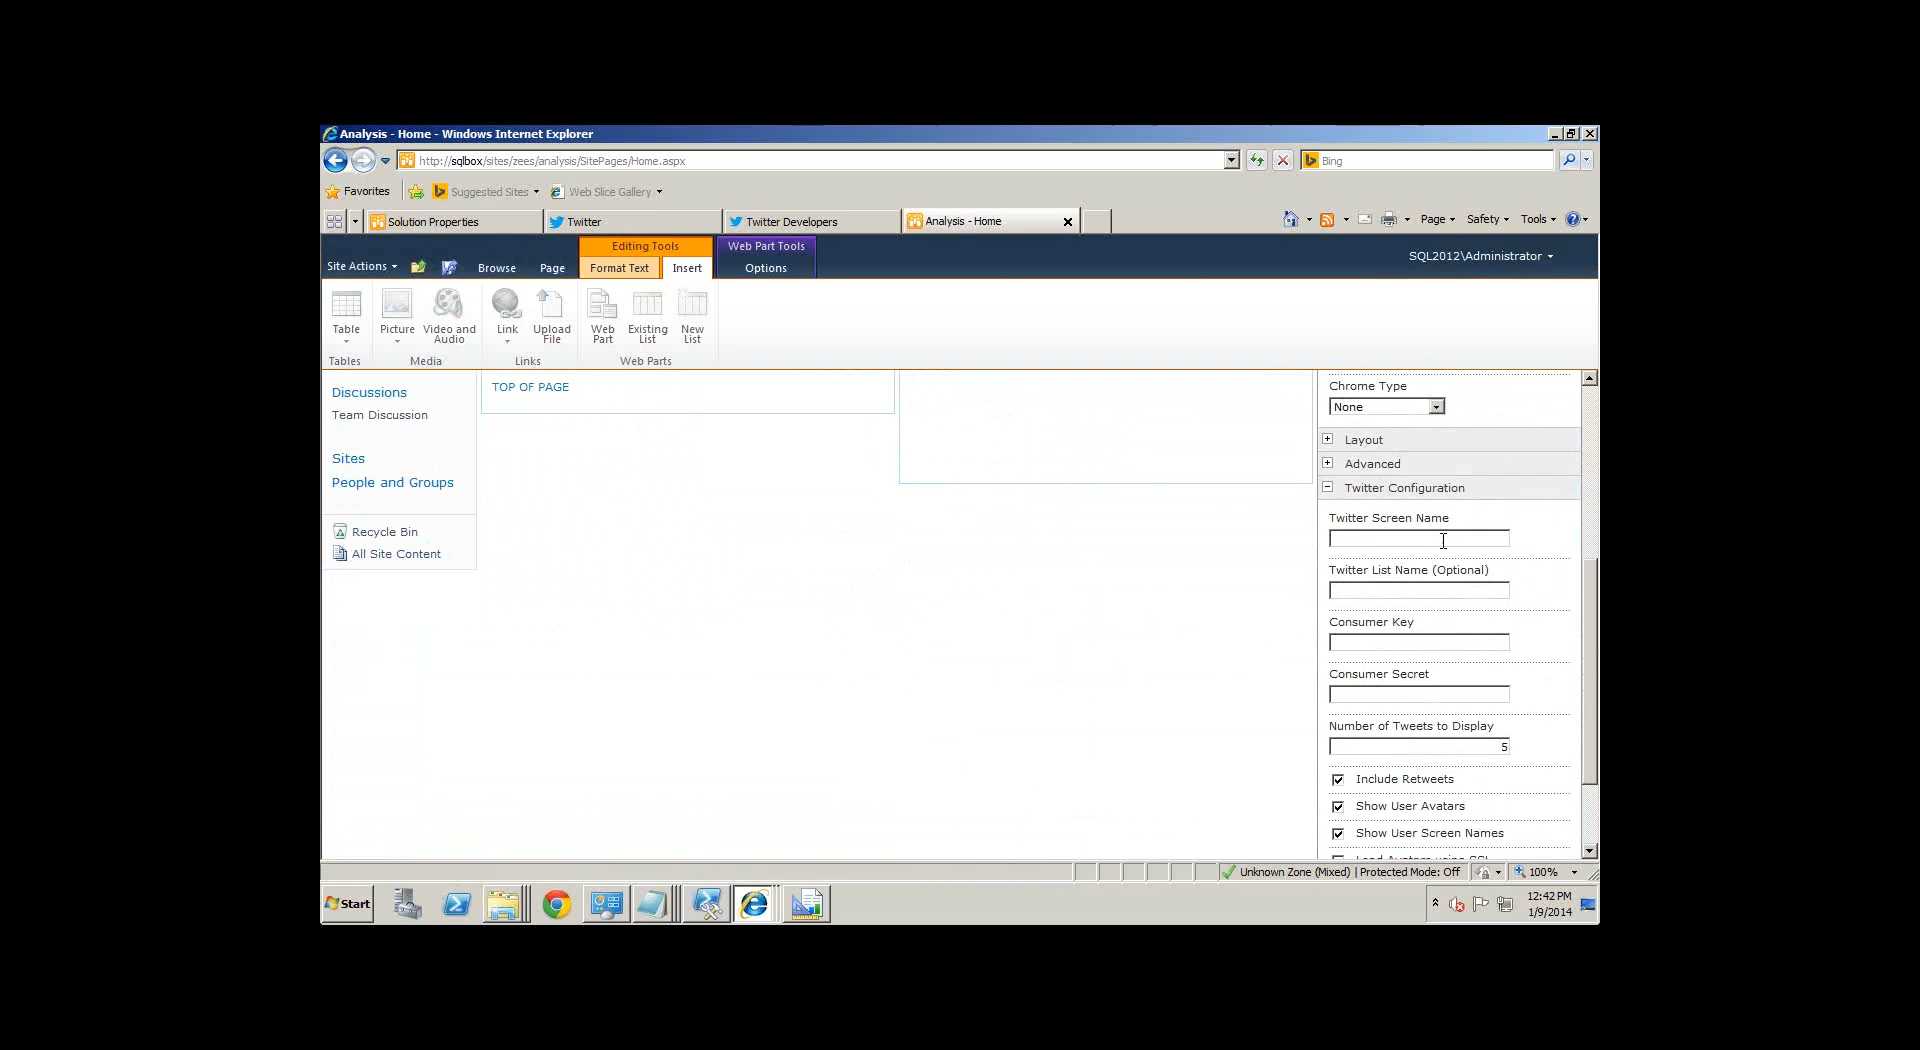 Analysis - Home - Windows Internet Explorer
http://sqlbox/sites/zees/analysis/SitePages/Home.aspx
Bing
Favorites
Suggested Sites
Web Slice Gallery
Solution Properties
Twitter
Twitter Developers
Analysis - Home
Page
Safety
Tools
Editing Tools
Web Part Tools
Site Actions
Browse
Page
Format Text
Insert
Options
SQL2012\Administrator
Table
Picture
Video and
Audio
Link
Upload
File
Web
Part
Existing
List
New
List
Tables
Media
Links
Web Parts
Discussions
Team Discussion
Sites
People and Groups
Recycle Bin
All Site Content
TOP OF PAGE
Chrome Type
None
Layout
Advanced
Twitter Configuration
Twitter Screen Name
Twitter List Name (Optional)
Consumer Key
Consumer Secret
Number of Tweets to Display
5
Include Retweets
Show User Avatars
Show User Screen Names
Unknown Zone (Mixed) | Protected Mode: Off
100%
Start
12:42 PM
1/9/2014